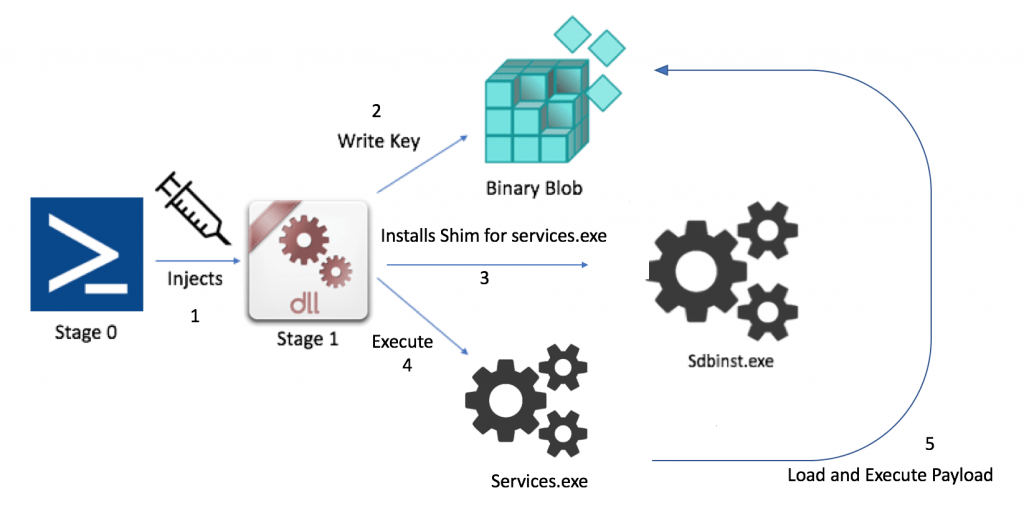 2
Write Key
Binary Blob
Injects
1
Stage 0
dll
Stage 1
Installs Shim for services.exe
3
Sdbinst.exe
Execute
4
Services.exe
5
Load and Execute Payload